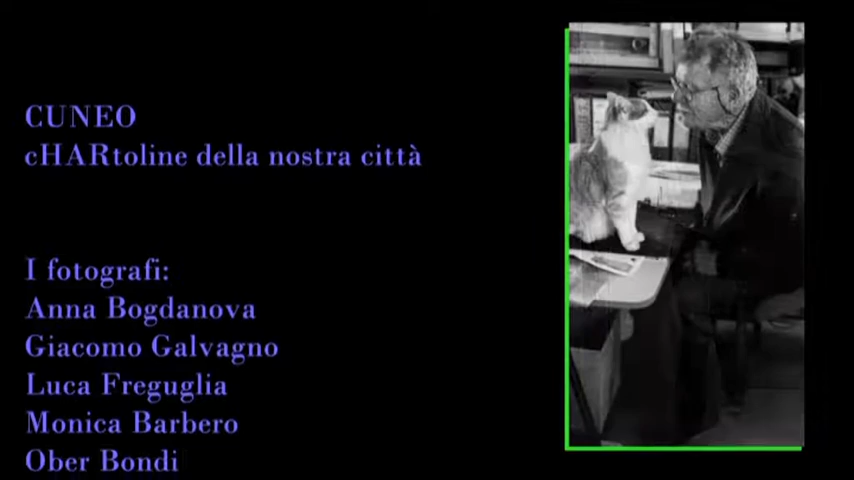 CUNEO
cHARtoline della nostra città
I fotografi:
Anna Bogdanova
Giacomo Galvagno
Luca Freguglia
Monica Barbero
Ober Bondi